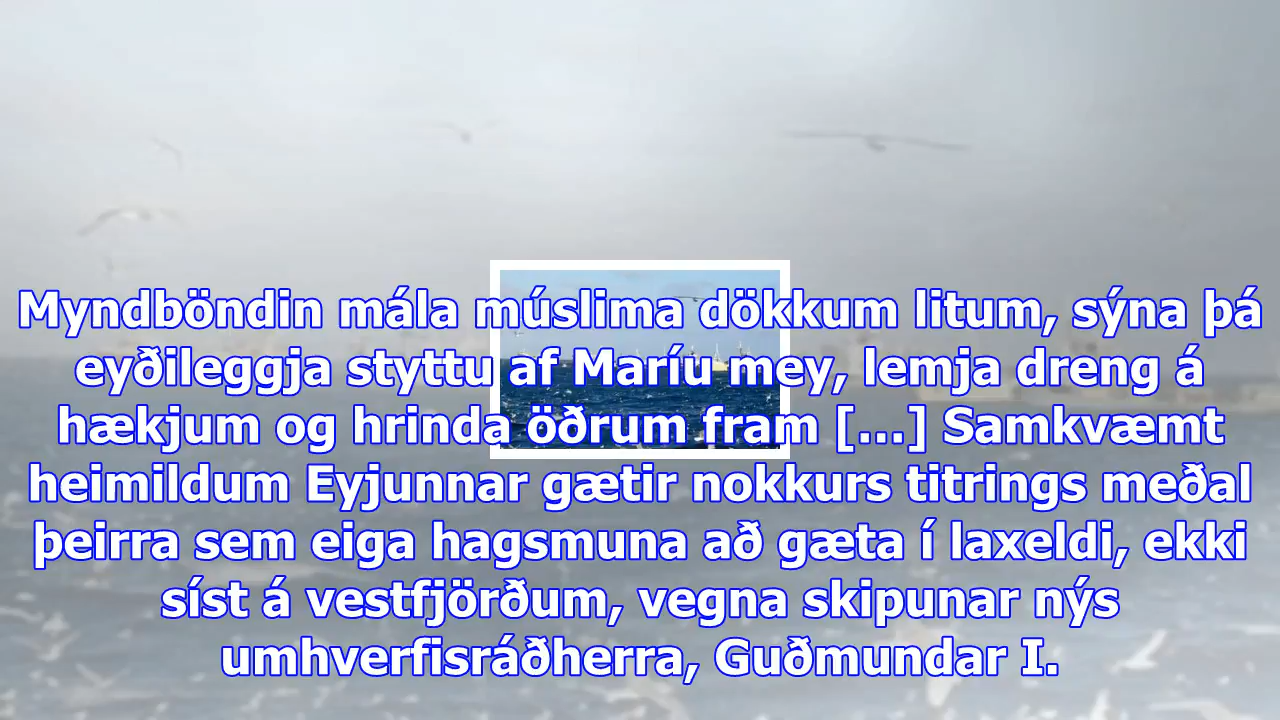 Myndböndin mála múslima dökkum litum, sýna þá
eyðileggja styttu af Maríu mey, lemja dreng á
hækjum og hrinda öðrum fram [...] Samkvæmt
heimildum Eyjunnar gætir nokkurs titrings meðal
þeirra sem eiga hagsmuna að gæta í laxeldi, ekki
síst á vestfjörðum, vegna skipunar nýs
umhverfisráðherra, Guðmundar I.